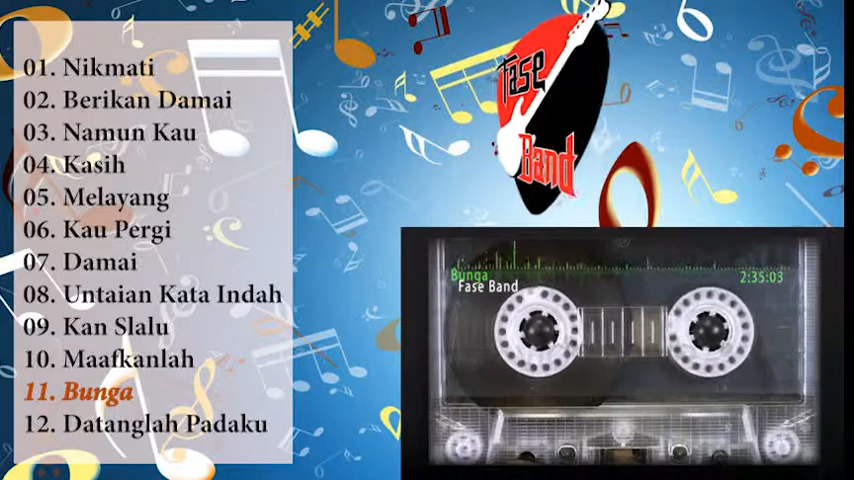 01. Nikmati
02. Berikan Damai
03. Namun Kau
04. Kasih
05. Melayang
06. Kau Pergi
07. Damai
08. Untaian Kata Indah
09. Kan Slalu
10. Maafkanlah
11. Bunga
12. Datanglah Padaku
Fase
Band
Bunga
Fase Band
2:35:03